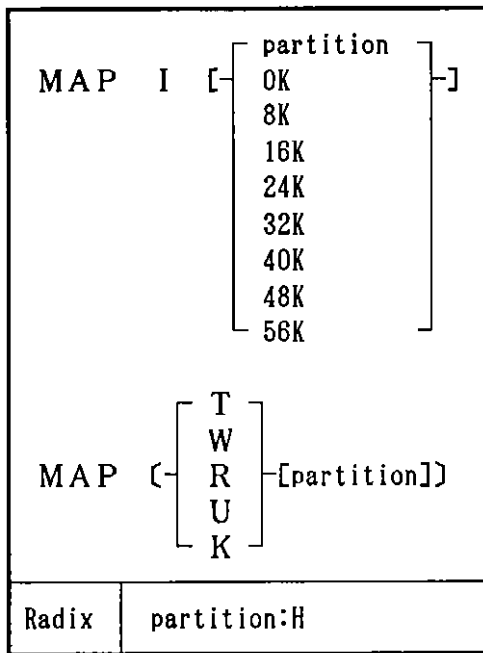 partition
MAP I [ 0K ]
8K
16K
24K
32K
40K
48K
56K
T
W
MAP ( R [partition])
U
K
Radix partition:H